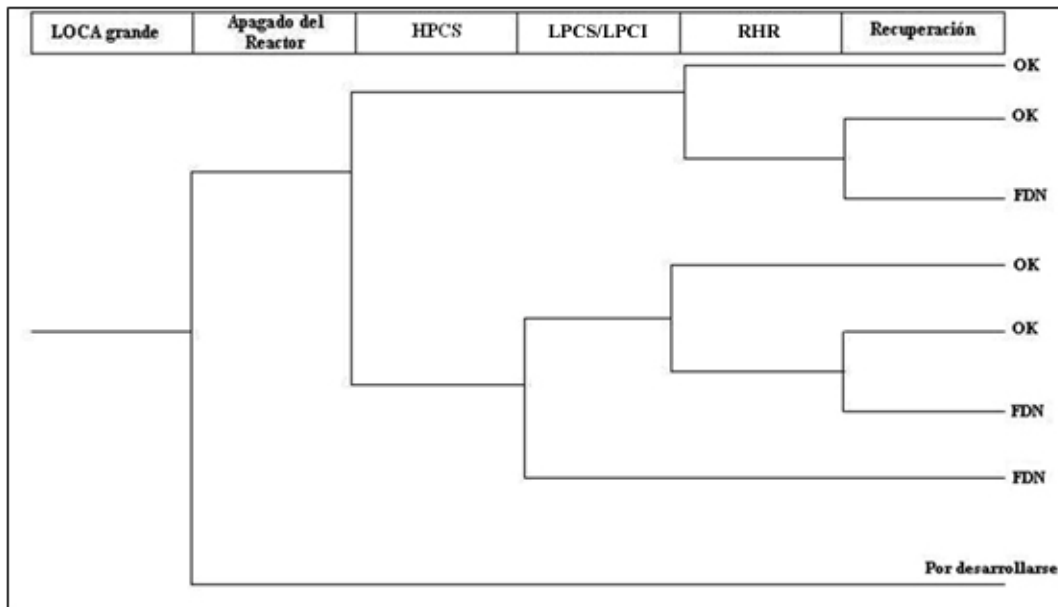 LOCA grande
Apagado del
Reactor
HPCS
LPCS/LPCI
RHR
Recuperación
OK
OK
FDN
OK
OK
FDN
FDN
Por desarrollarse